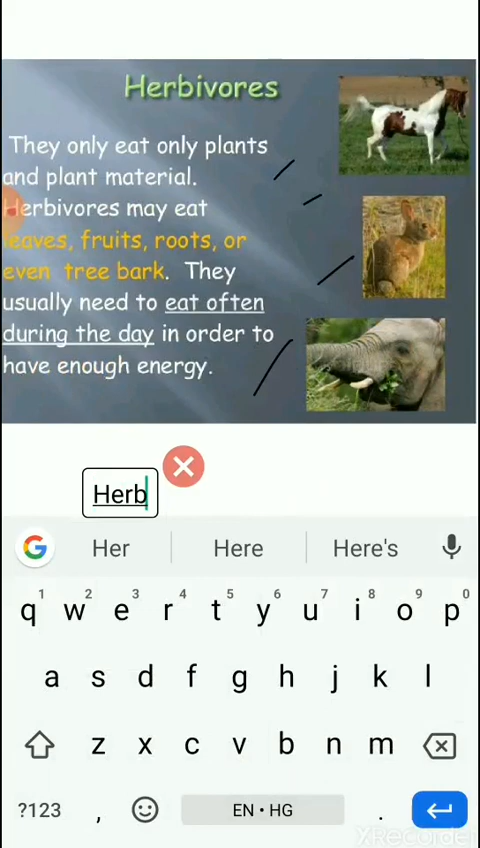 Herbivores
They only eat only plants
and plant material.
Herbivores may eat
leaves, fruits, roots, or
even tree bark. They
usually need to eat often
during the day in order to
have enough energy.
Herb
G
Her Here Here's
1 2 3 4 5 6 7 8 9 0
q w e r t y u i o p
a s d f g h j k l
z x c v b n m
?123 , EN • HG .
XRecorder